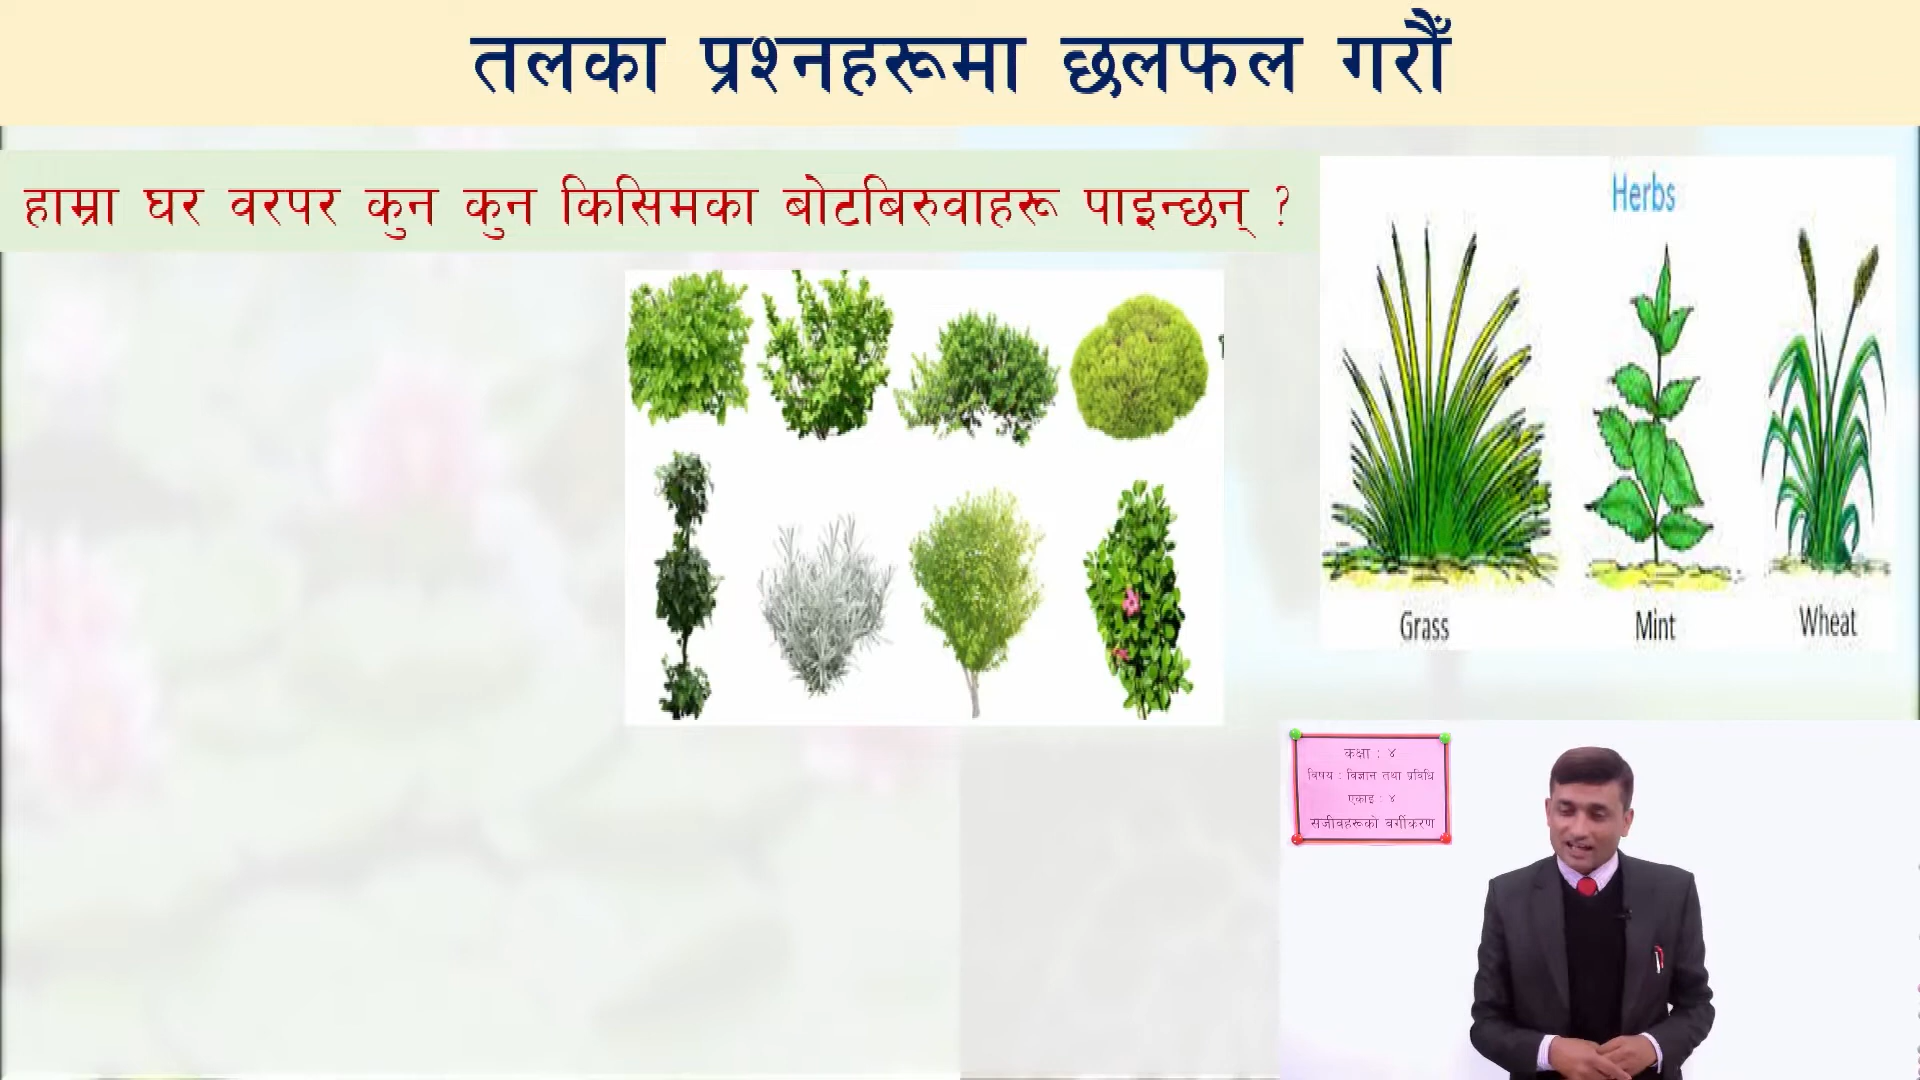 तलका प्रश्नहरूमा छलफल गरौँ
हाम्रा घर वरपर कुन कुन किसिमका बोटबिरुवाहरू पाइन्छन् ?
Herbs
Grass
Mint
Wheat
कक्षा : ४
विषय : विज्ञान तथा प्रविधि
एकाइ : ४
सजीवहरूको वर्गीकरण